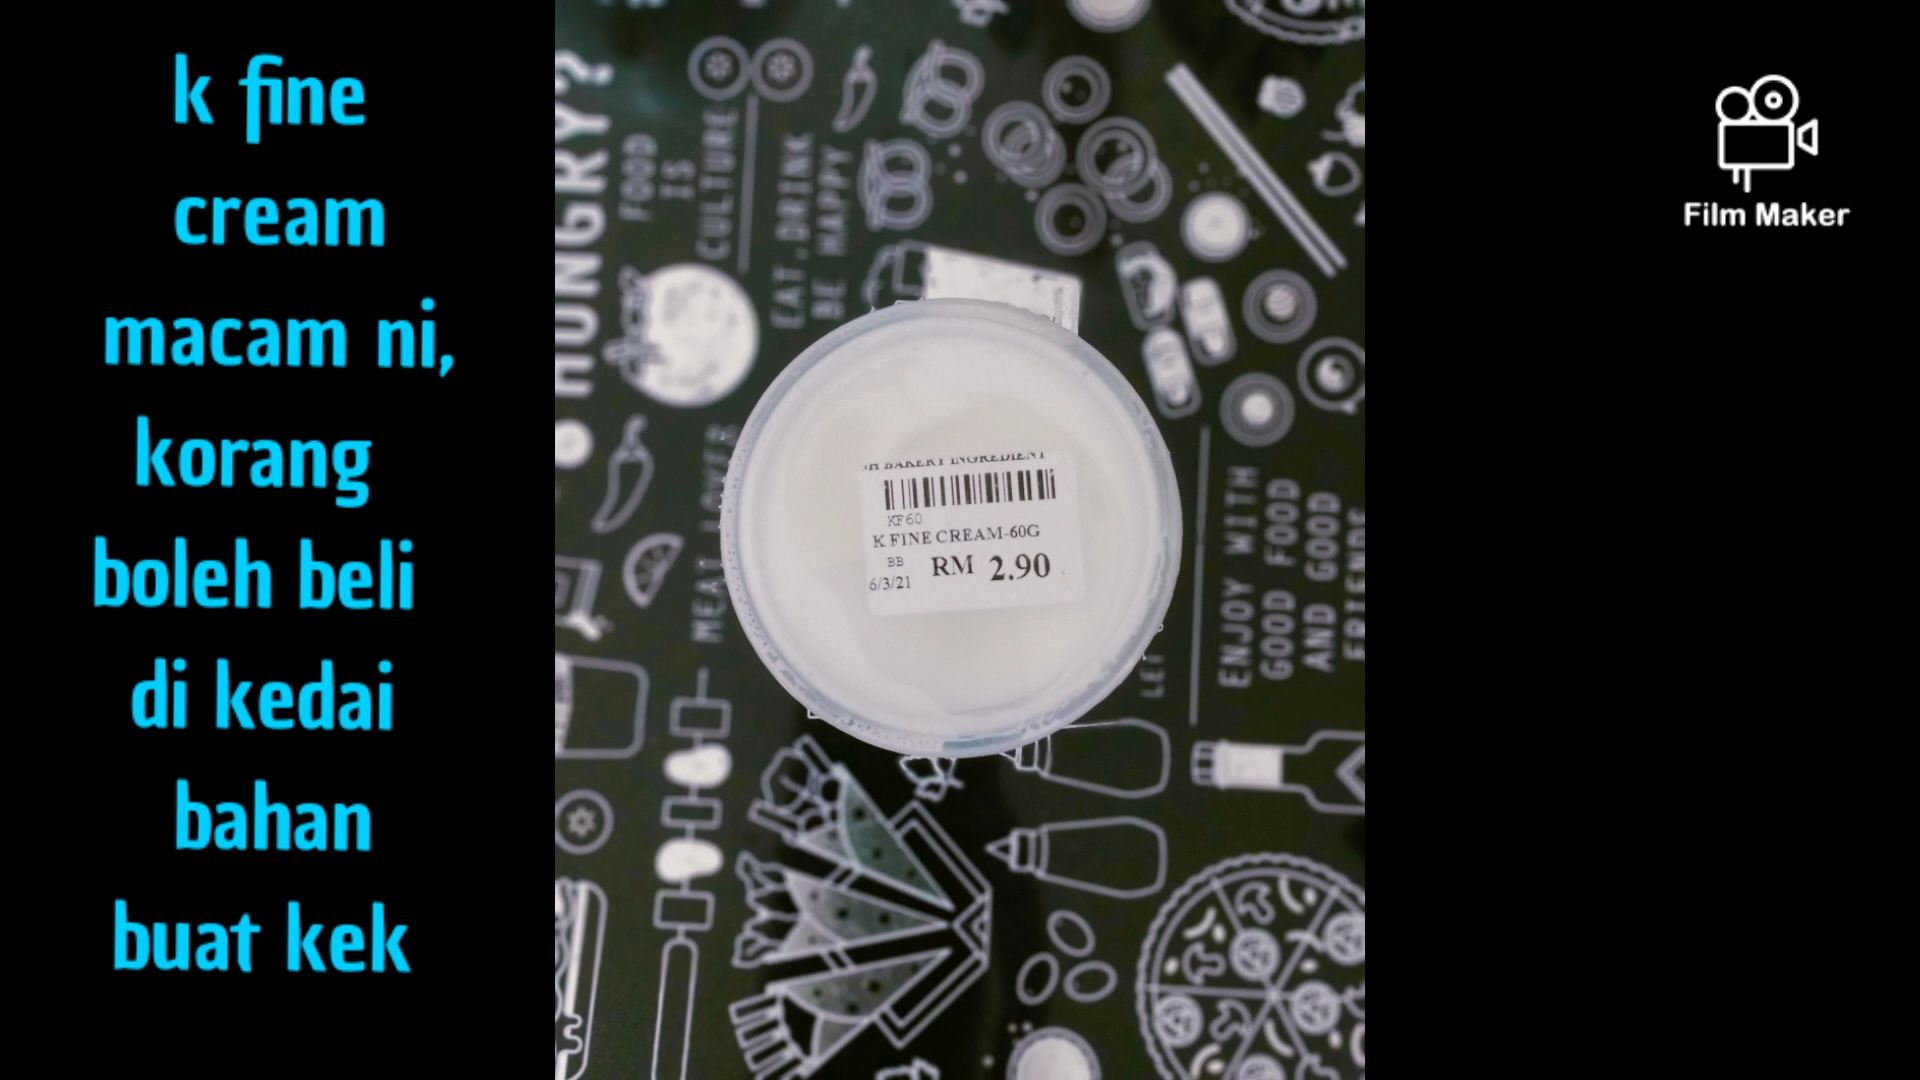 k fine
cream
macam ni,
korang
boleh beli
di kedai
bahan
buat kek
Film Maker
HUNGRY?
FOOD
IS
CULTURE
EAT.DRINK
BE HAPPY
MEAT LOVER
BAKERY INGREDIENT
KF60
K FINE CREAM-60G
BB
RM 2.90
6/3/21
ENJOY WITH
GOOD FOOD
AND GOOD
FRIENDS